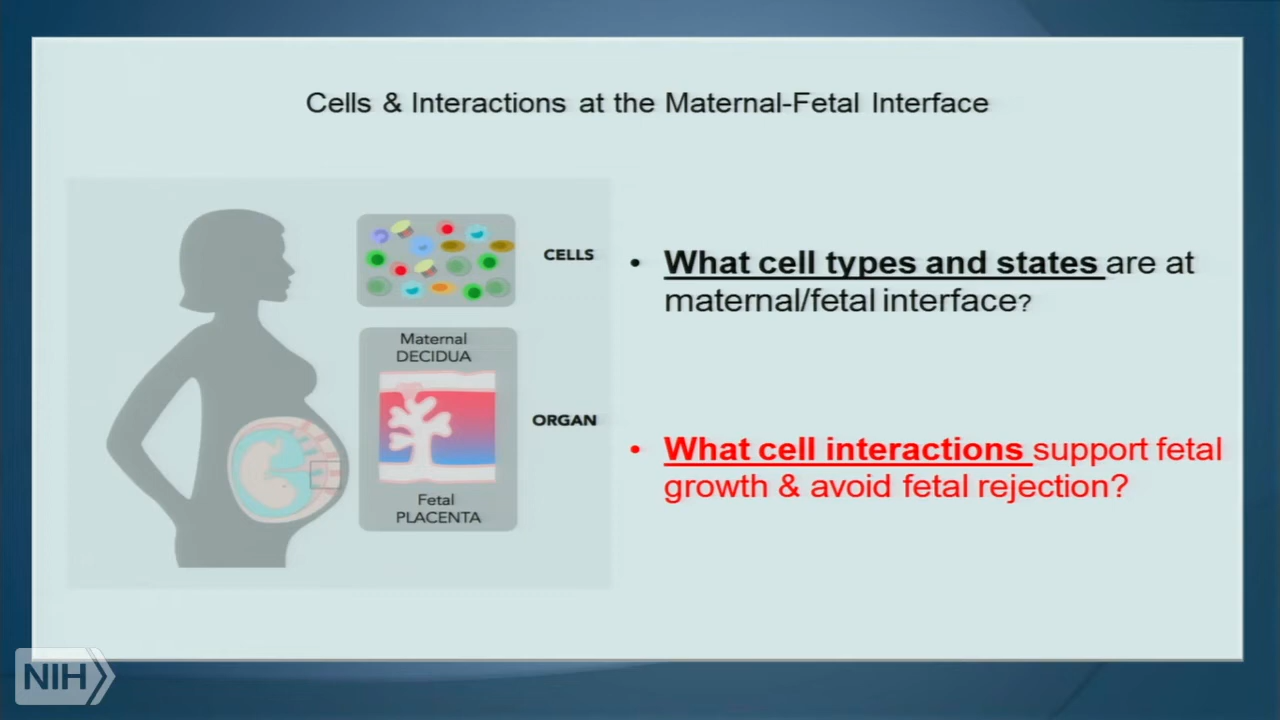 Cells & Interactions at the Maternal-Fetal Interface
CELLS
Maternal
DECIDUA
ORGAN
Fetal
PLACENTA
• What cell types and states are at
maternal/fetal interface?
• What cell interactions support fetal
growth & avoid fetal rejection?
NIH